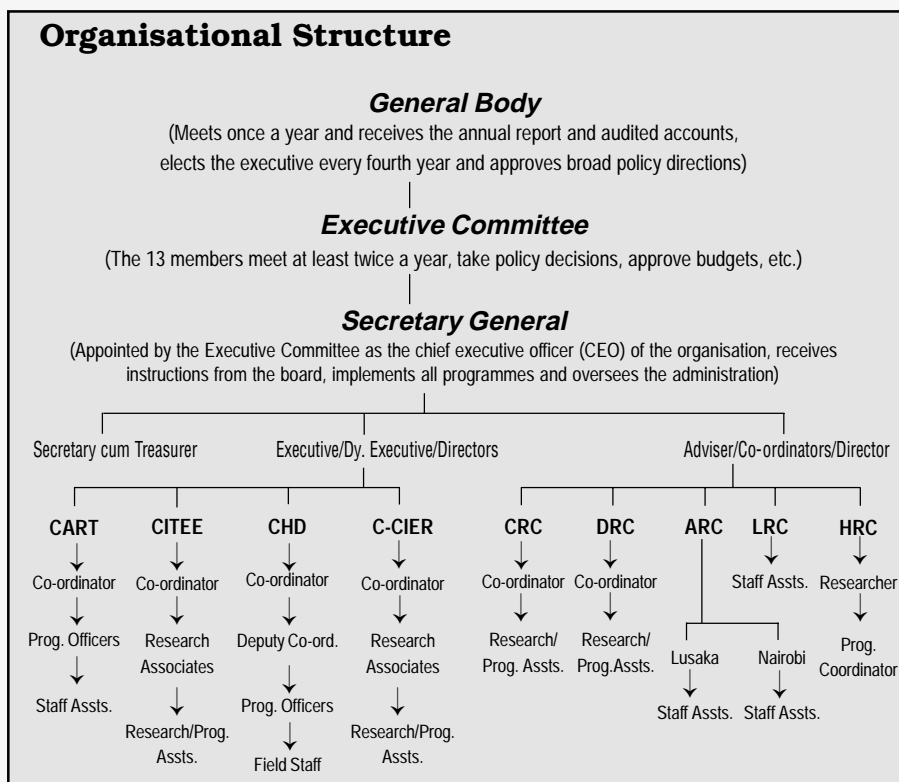 Organisational Structure
General Body
(Meets once a year and receives the annual report and audited accounts,
elects the executive every fourth year and approves broad policy directions)
Executive Committee
(The 13 members meet at least twice a year, take policy decisions, approve budgets, etc.)
Secretary General
(Appointed by the Executive Committee as the chief executive officer (CEO) of the organisation, receives
instructions from the board, implements all programmes and oversees the administration)
Secretary cum Treasurer
Executive/Dy. Executive/Directors
Adviser/Co-ordinators/Director
CART
Co-ordinator
Prog. Officers
Staff Assts.
CITEE
Co-ordinator
Research
Associates
Research/Prog.
Assts.
CHD
Co-ordinator
Deputy Co-ord.
Prog. Officers
Field Staff
C-CIER
Co-ordinator
Research
Associates
Research/Prog.
Assts.
CRC
Co-ordinator
Research/
Prog. Assts.
DRC
Co-ordinator
Research/
Prog.Assts.
ARC
Lusaka
Staff Assts.
Nairobi
Staff Assts.
LRC
Staff Assts.
HRC
Researcher
Prog.
Coordinator